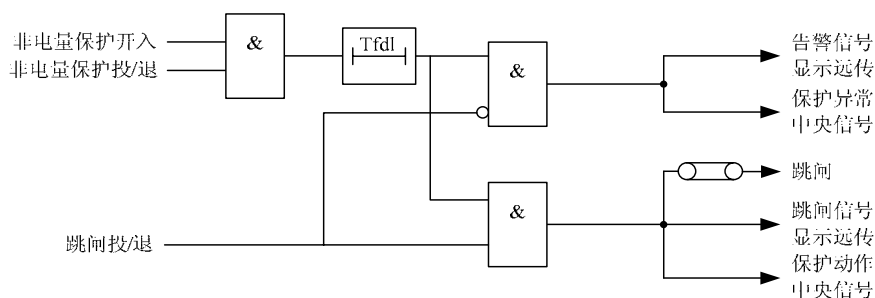 非电量保护开入
非电量保护投/退
&
Tfdl
&
告警信号
显示远传
保护异常
中央信号
跳闸投/退
&
跳闸
跳闸信号
显示远传
保护动作
中央信号